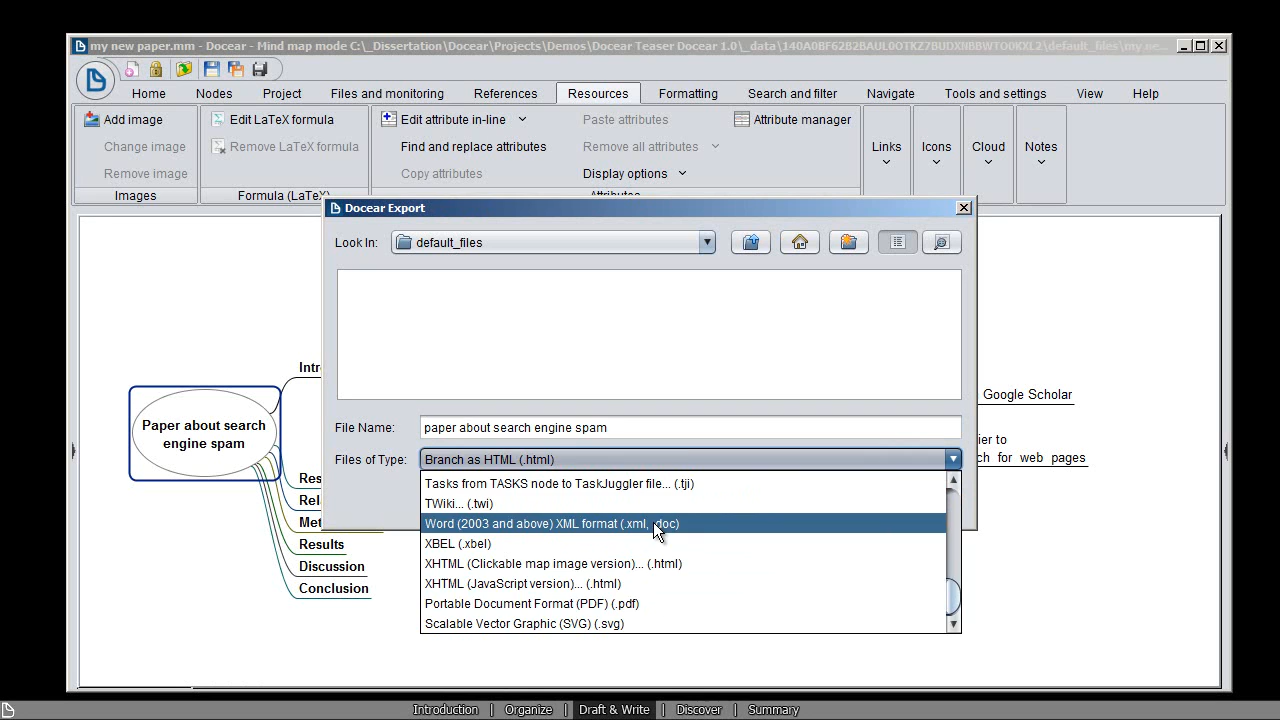 my new paper.mm - Docear - Mind map mode C:\_Dissertation\Docear\Projects\Demos\Docear Teaser Docear 1.0\_data\
Home Nodes Project Files and monitoring References Resources Formatting Search and filter Navigate Tools and settings View Help
Add image Edit LaTeX formula Edit attribute in-line Paste attributes Attribute manager
Change image Remove LaTeX formula Find and replace attributes Remove all attributes Links Icons Cloud Notes
Remove image Copy attributes Display options
Images Formula (LaTeX)
Docear Export
Look In: default_files
Paper about search
engine spam
Results
Discussion
Conclusion
Google Scholar
ch for web pages
File Name: paper about search engine spam
Files of Type: Branch as HTML (.html)
Tasks from TASKS node to TaskJuggler file... (.tji)
TWiki... (.twi)
Word (2003 and above) XML format (.xml, .doc)
XBEL (.xbel)
XHTML (Clickable map image version)... (.html)
XHTML (JavaScript version)... (.html)
Portable Document Format (PDF) (.pdf)
Scalable Vector Graphic (SVG) (.svg)
Introduction | Organize | Draft & Write | Discover | Summary